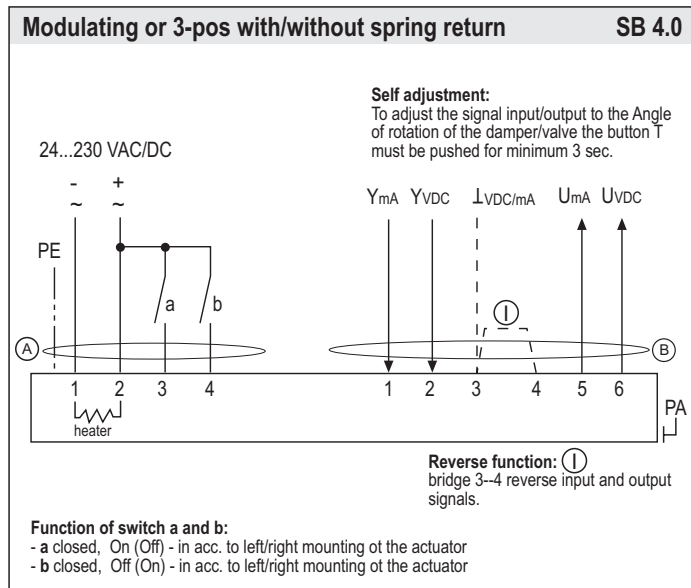 Modulating or 3-pos with/without spring return SB 4.0
Self adjustment:
To adjust the signal input/output to the Angle
of rotation of the damper/valve the button T
must be pushed for minimum 3 sec.
24...230 VAC/DC
- +
~ ~
YmA YVDC ⊥VDC/mA UmA UVDC
PE
a b
I
A B
1 2 3 4 1 2 3 4 5 6
heater
PA
Reverse function: I
bridge 3--4 reverse input and output
signals.
Function of switch a and b:
- a closed, On (Off) - in acc. to left/right mounting ot the actuator
- b closed, Off (On) - in acc. to left/right mounting ot the actuator